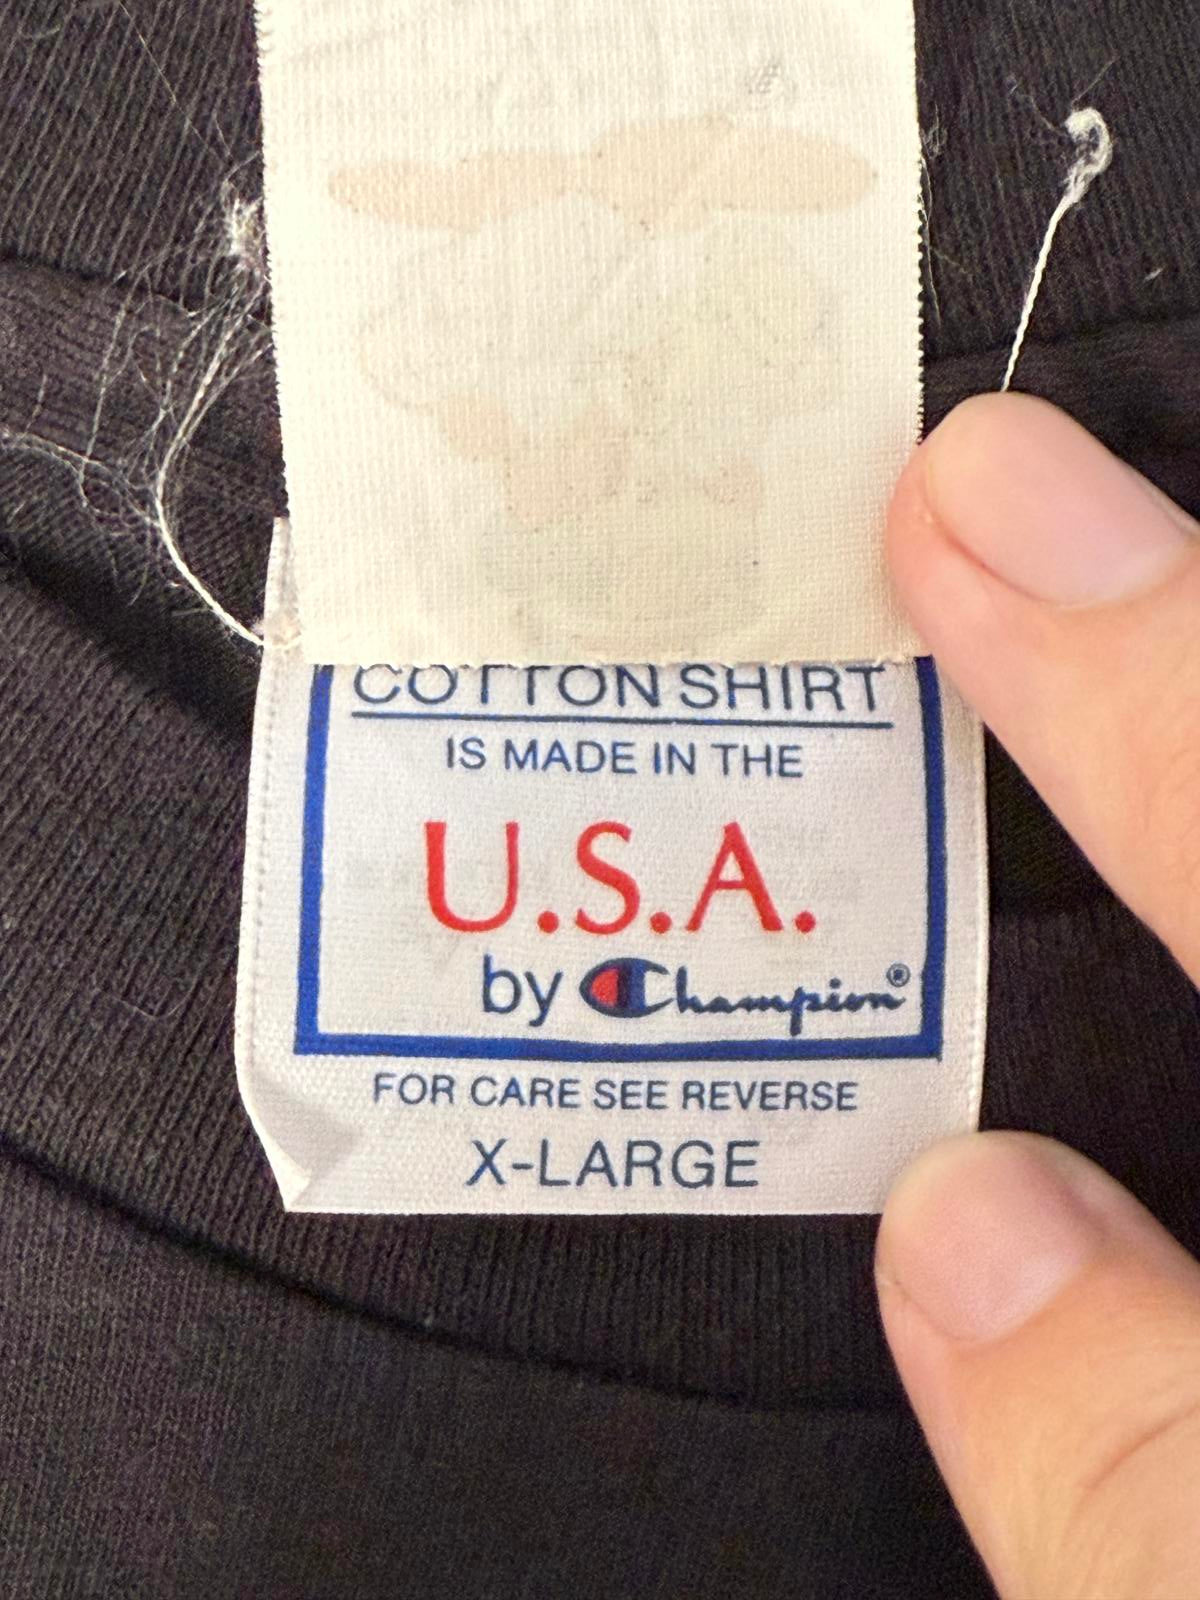 COTTON SHIRT
IS MADE IN THE
U.S.A.
by Champion®
FOR CARE SEE REVERSE
X-LARGE